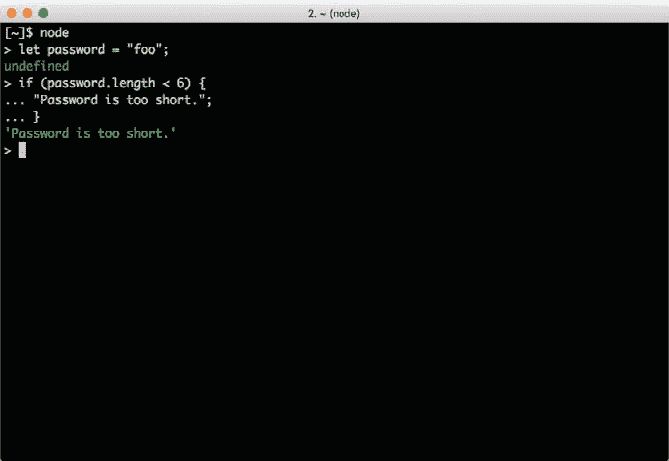 2. ~ (node)
[~]$ node
> let password = "foo";
undefined
> if (password.length < 6) {
... "Password is too short.";
... }
'Password is too short.'
>